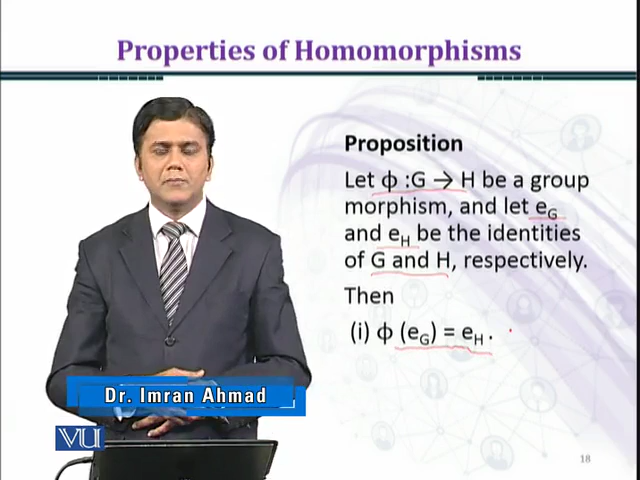 Properties of Homomorphisms
Proposition
Let ϕ :G → H be a group
morphism, and let e_G
and e_H be the identities
of G and H, respectively.
Then
(i) ϕ (e_G) = e_H .
Dr. Imran Ahmad
VU
18